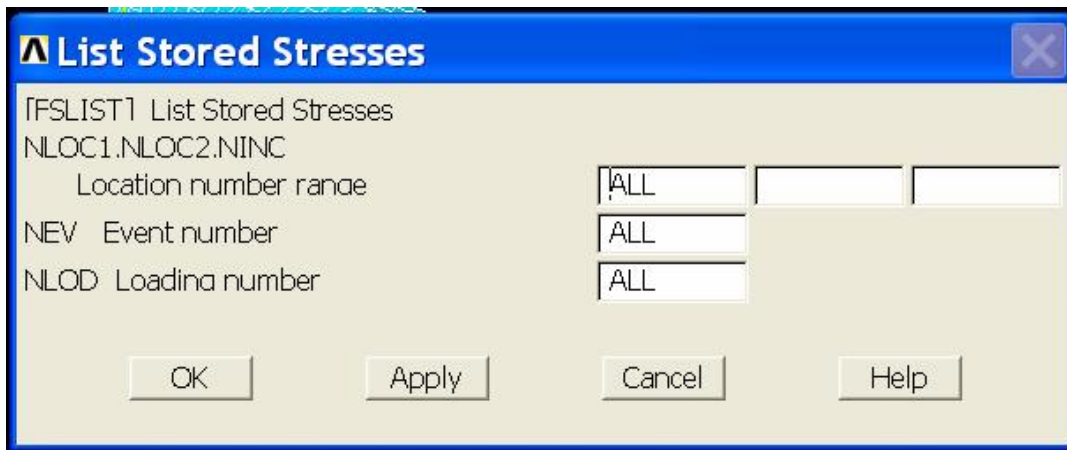 List Stored Stresses
[FSLIST] List Stored Stresses
NLOC1.NLOC2.NINC
Location number range ALL
NEV Event number ALL
NLOD Loading number ALL
OK Apply Cancel Help